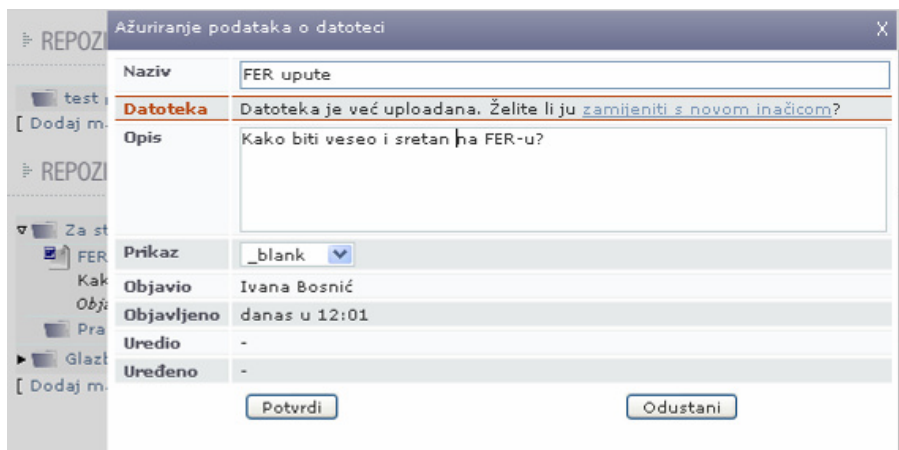 REPOZI
test
[ Dodaj m
REPOZI
Za st
FER
Kak
Obja
Pra
Glazb
[ Dodaj m
Ažuriranje podataka o datoteci X
Naziv FER upute
Datoteka Datoteka je već uploadana. Želite li ju zamijeniti s novom inačicom?
Opis Kako biti veseo i sretan na FER-u?
Prikaz _blank
Objavio Ivana Bosnić
Objavljeno danas u 12:01
Uredio -
Uređeno -
Potvrdi Odustani